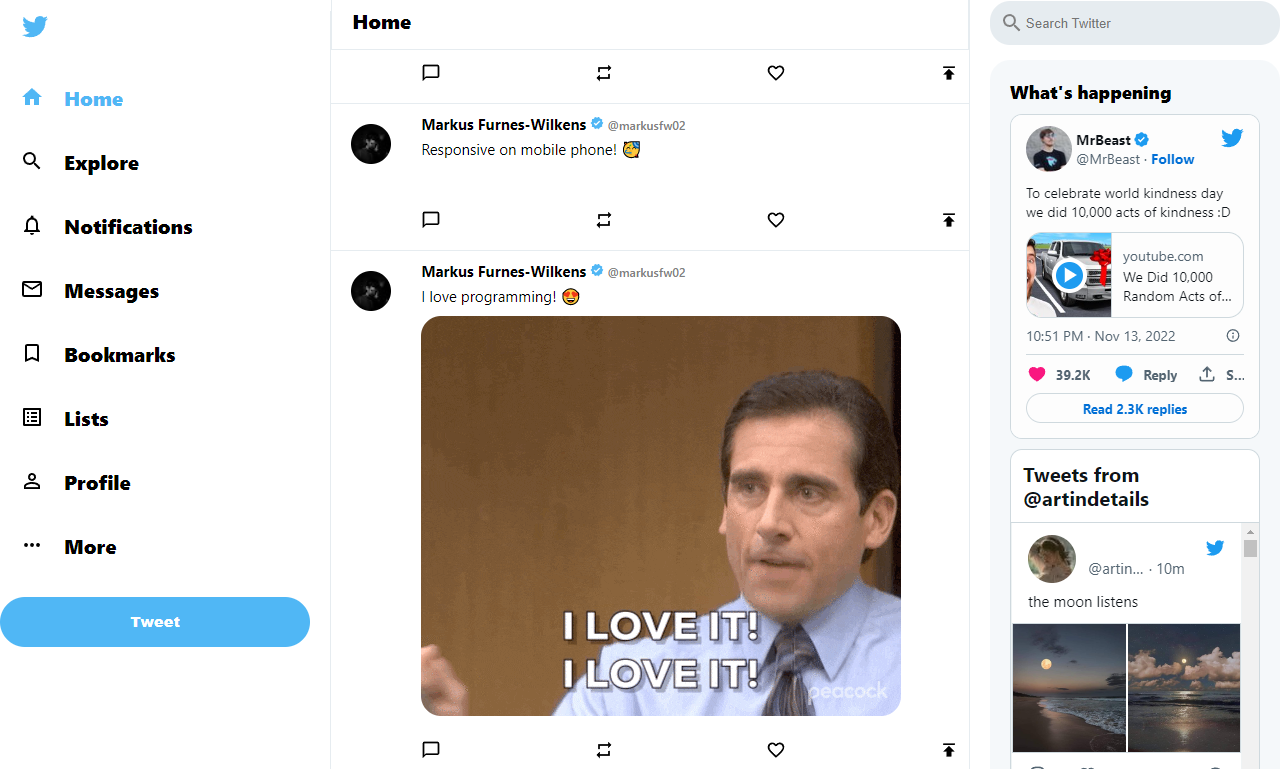 Home
Explore
Notifications
Messages
Bookmarks
Lists
Profile
More
Tweet
Home
Markus Furnes-Wilkens @markusfw02
Responsive on mobile phone! 🥳
Markus Furnes-Wilkens @markusfw02
I love programming! 😍
I LOVE IT!
I LOVE IT!
peacock
Search Twitter
What's happening
MrBeast
@MrBeast · Follow
To celebrate world kindness day
we did 10,000 acts of kindness :D
youtube.com
We Did 10,000
Random Acts of...
10:51 PM · Nov 13, 2022
39.2K Reply S...
Read 2.3K replies
Tweets from
@artindetails
@artin... · 10m
the moon listens